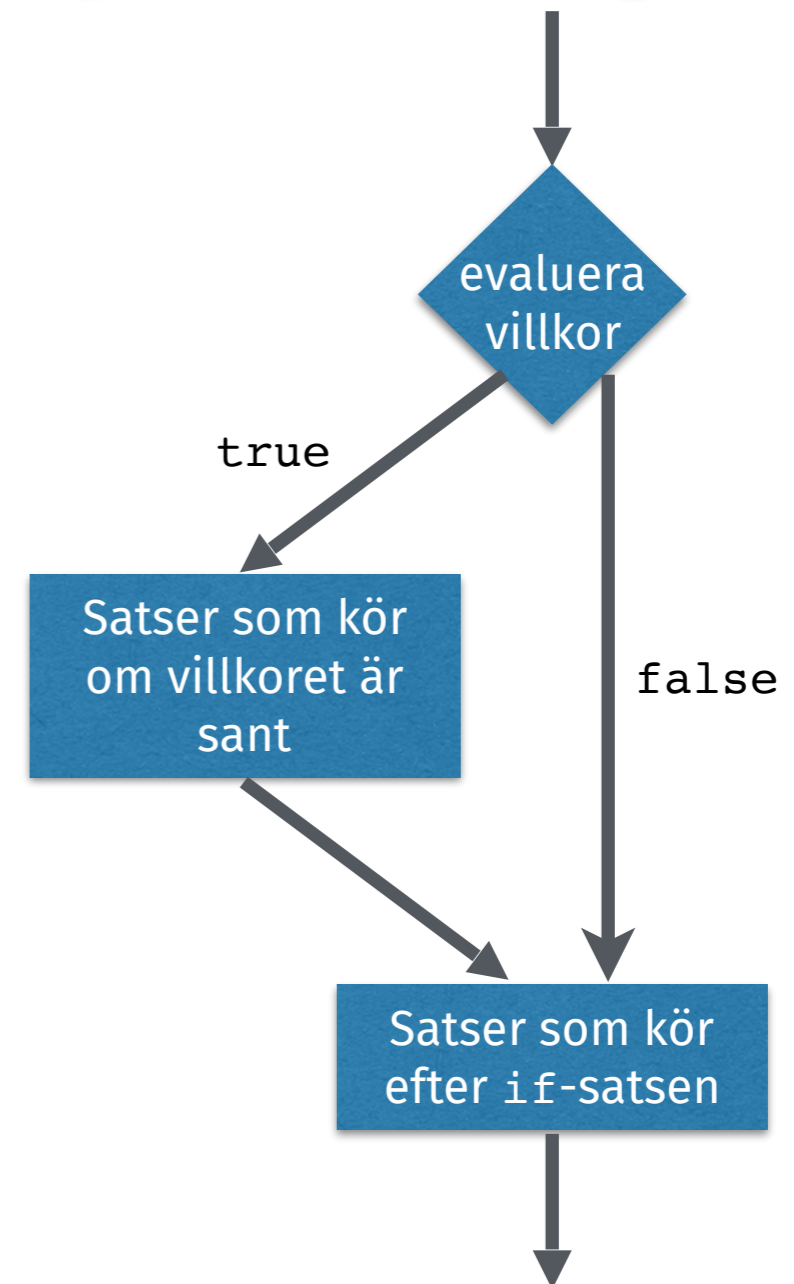 evaluera
villkor
true
Satser som kör
om villkoret är
sant
false
Satser som kör
efter if-satsen